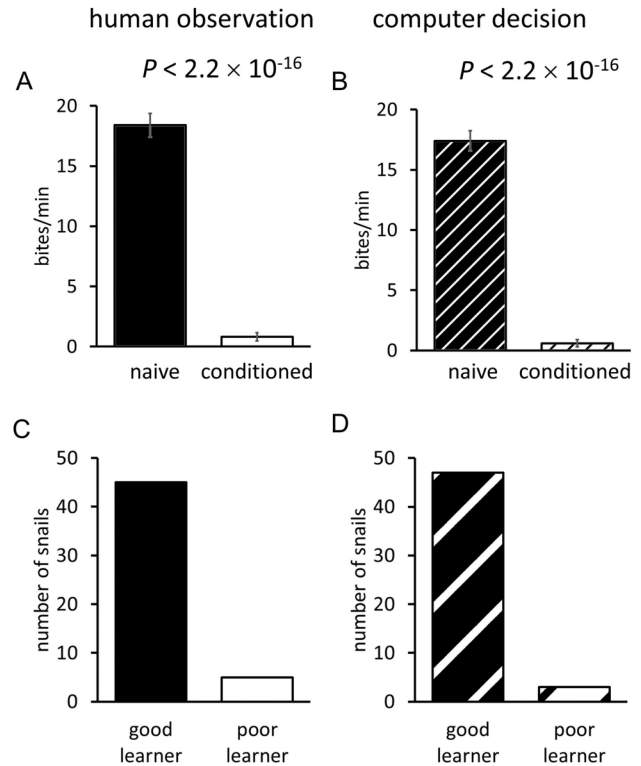 human observation
computer decision
A
P < 2.2 × 10-16
B
P < 2.2 × 10-16
bites/min
20
15
10
5
0
naive
conditioned
bites/min
20
15
10
5
0
naive
conditioned
C
number of snails
50
40
30
20
10
0
good
learner
poor
learner
D
number of snails
50
40
30
20
10
0
good
learner
poor
learner